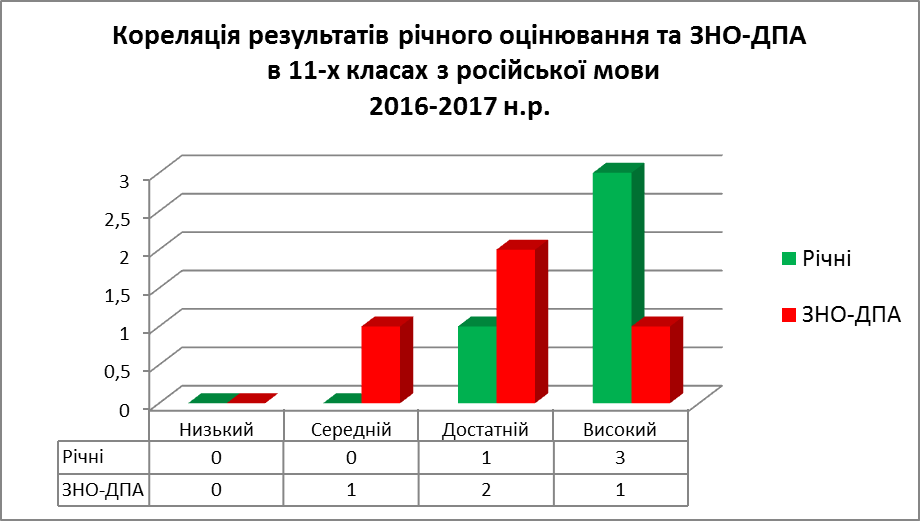 Кореляція результатів річного оцінювання та ЗНО-ДПА
в 11-х класах з російської мови
2016-2017 н.р.
3
2,5
2
1,5
1
0,5
0
Річні
ЗНО-ДПА
Низький Середній Достатній Високий
Річні 0 0 1 3
ЗНО-ДПА 0 1 2 1